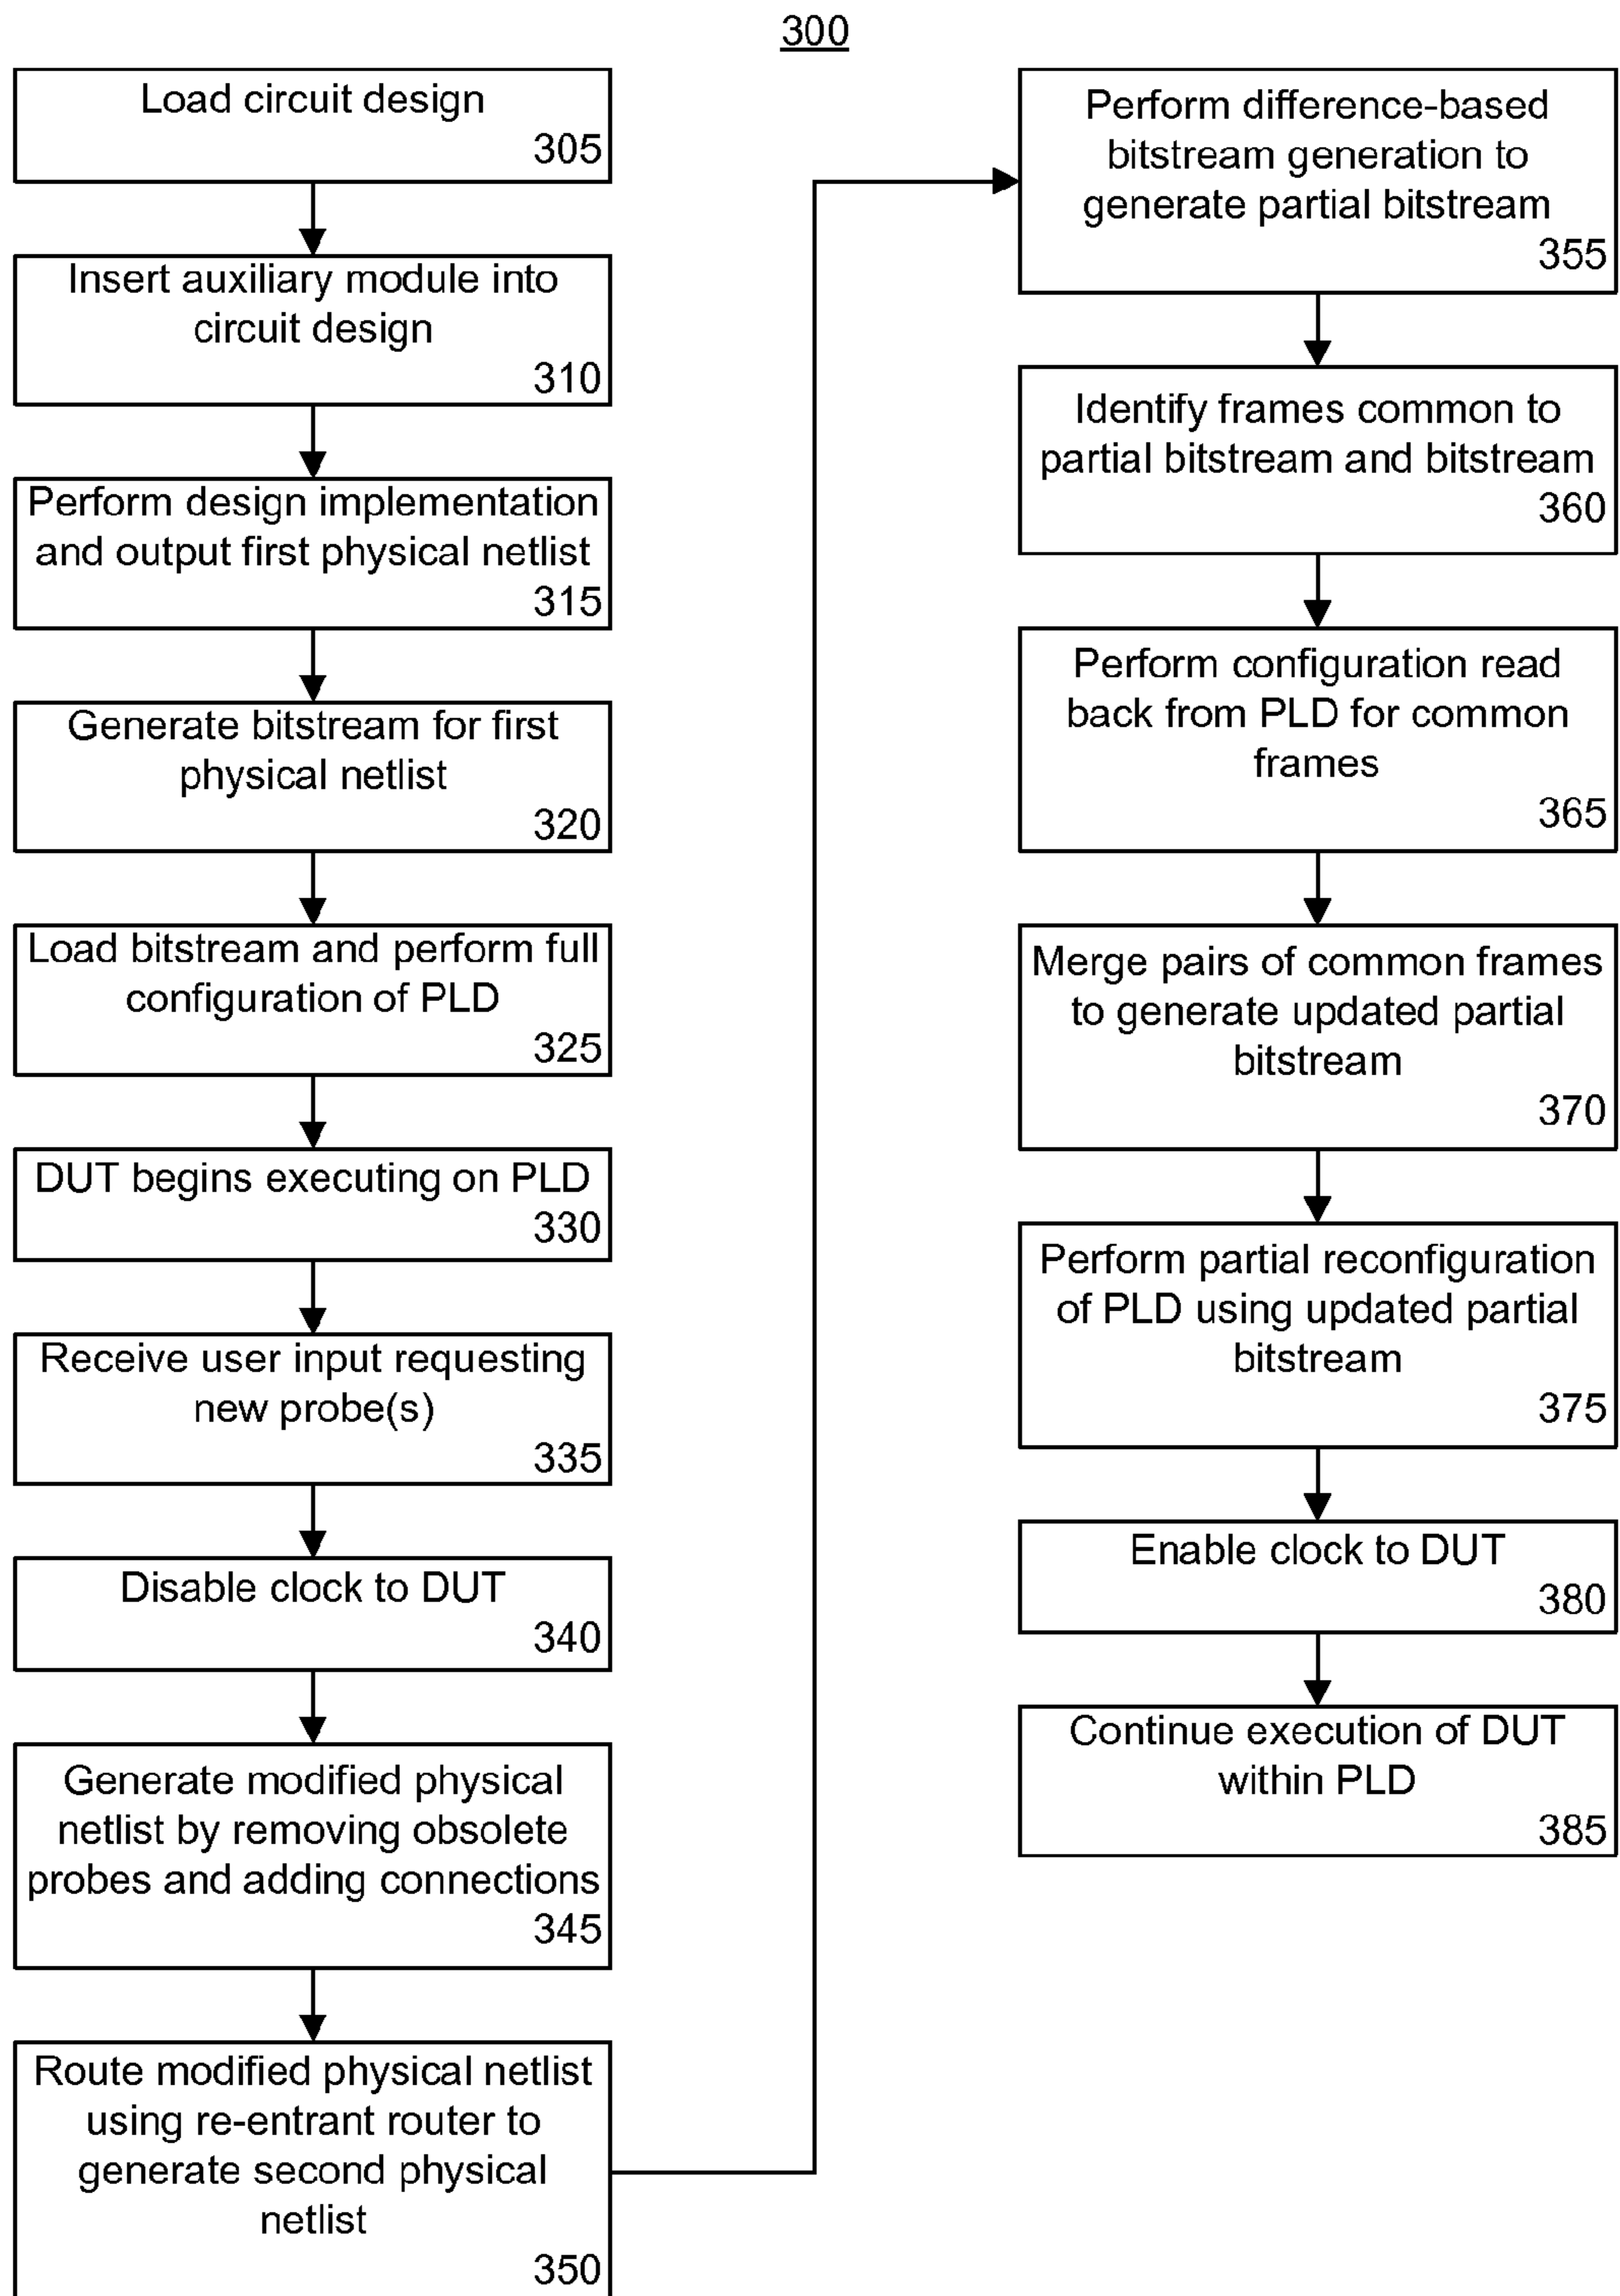 300
Load circuit design
305
Insert auxiliary module into
circuit design
310
Perform design implementation
and output first physical netlist
315
Generate bitstream for first
physical netlist
320
Load bitstream and perform full
configuration of PLD
325
DUT begins executing on PLD
330
Receive user input requesting
new probe(s)
335
Disable clock to DUT
340
Generate modified physical
netlist by removing obsolete
probes and adding connections
345
Route modified physical netlist
using re-entrant router to
generate second physical
netlist
350
Perform difference-based
bitstream generation to
generate partial bitstream
355
Identify frames common to
partial bitstream and bitstream
360
Perform configuration read
back from PLD for common
frames
365
Merge pairs of common frames
to generate updated partial
bitstream
370
Perform partial reconfiguration
of PLD using updated partial
bitstream
375
Enable clock to DUT
380
Continue execution of DUT
within PLD
385